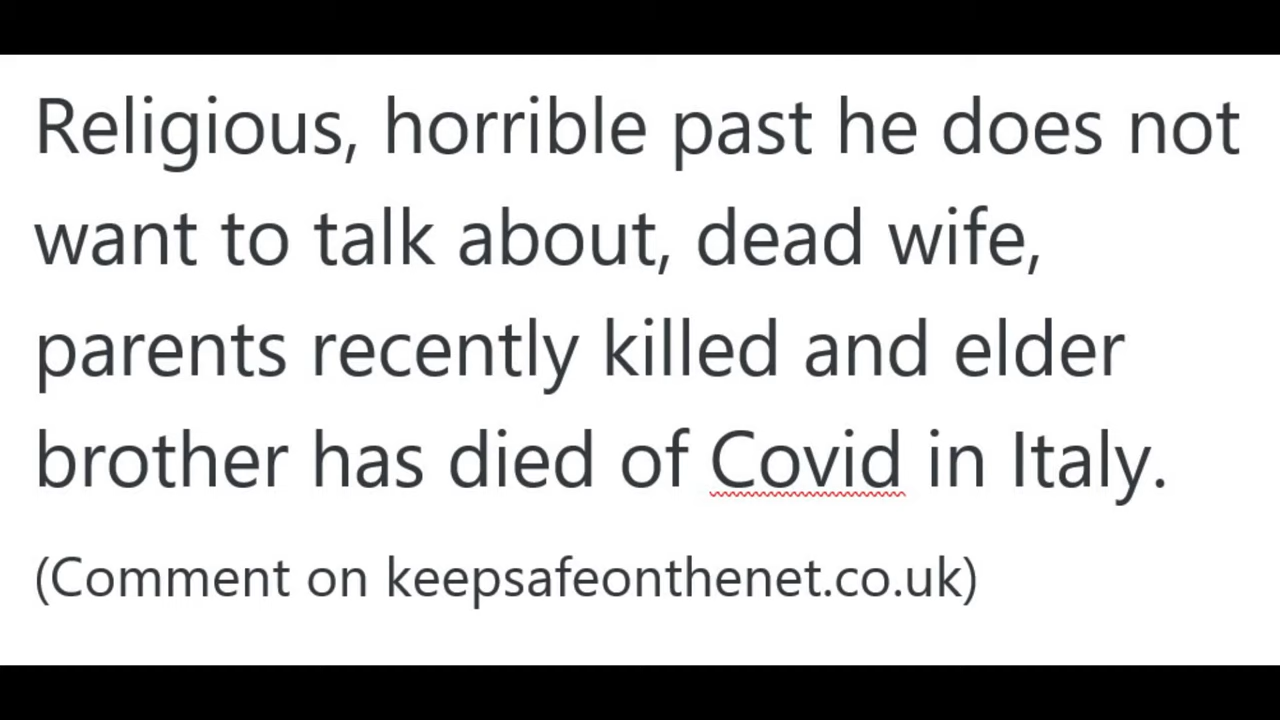 Religious, horrible past he does not
want to talk about, dead wife,
parents recently killed and elder
brother has died of Covid in Italy.
(Comment on keepsafeonthenet.co.uk)